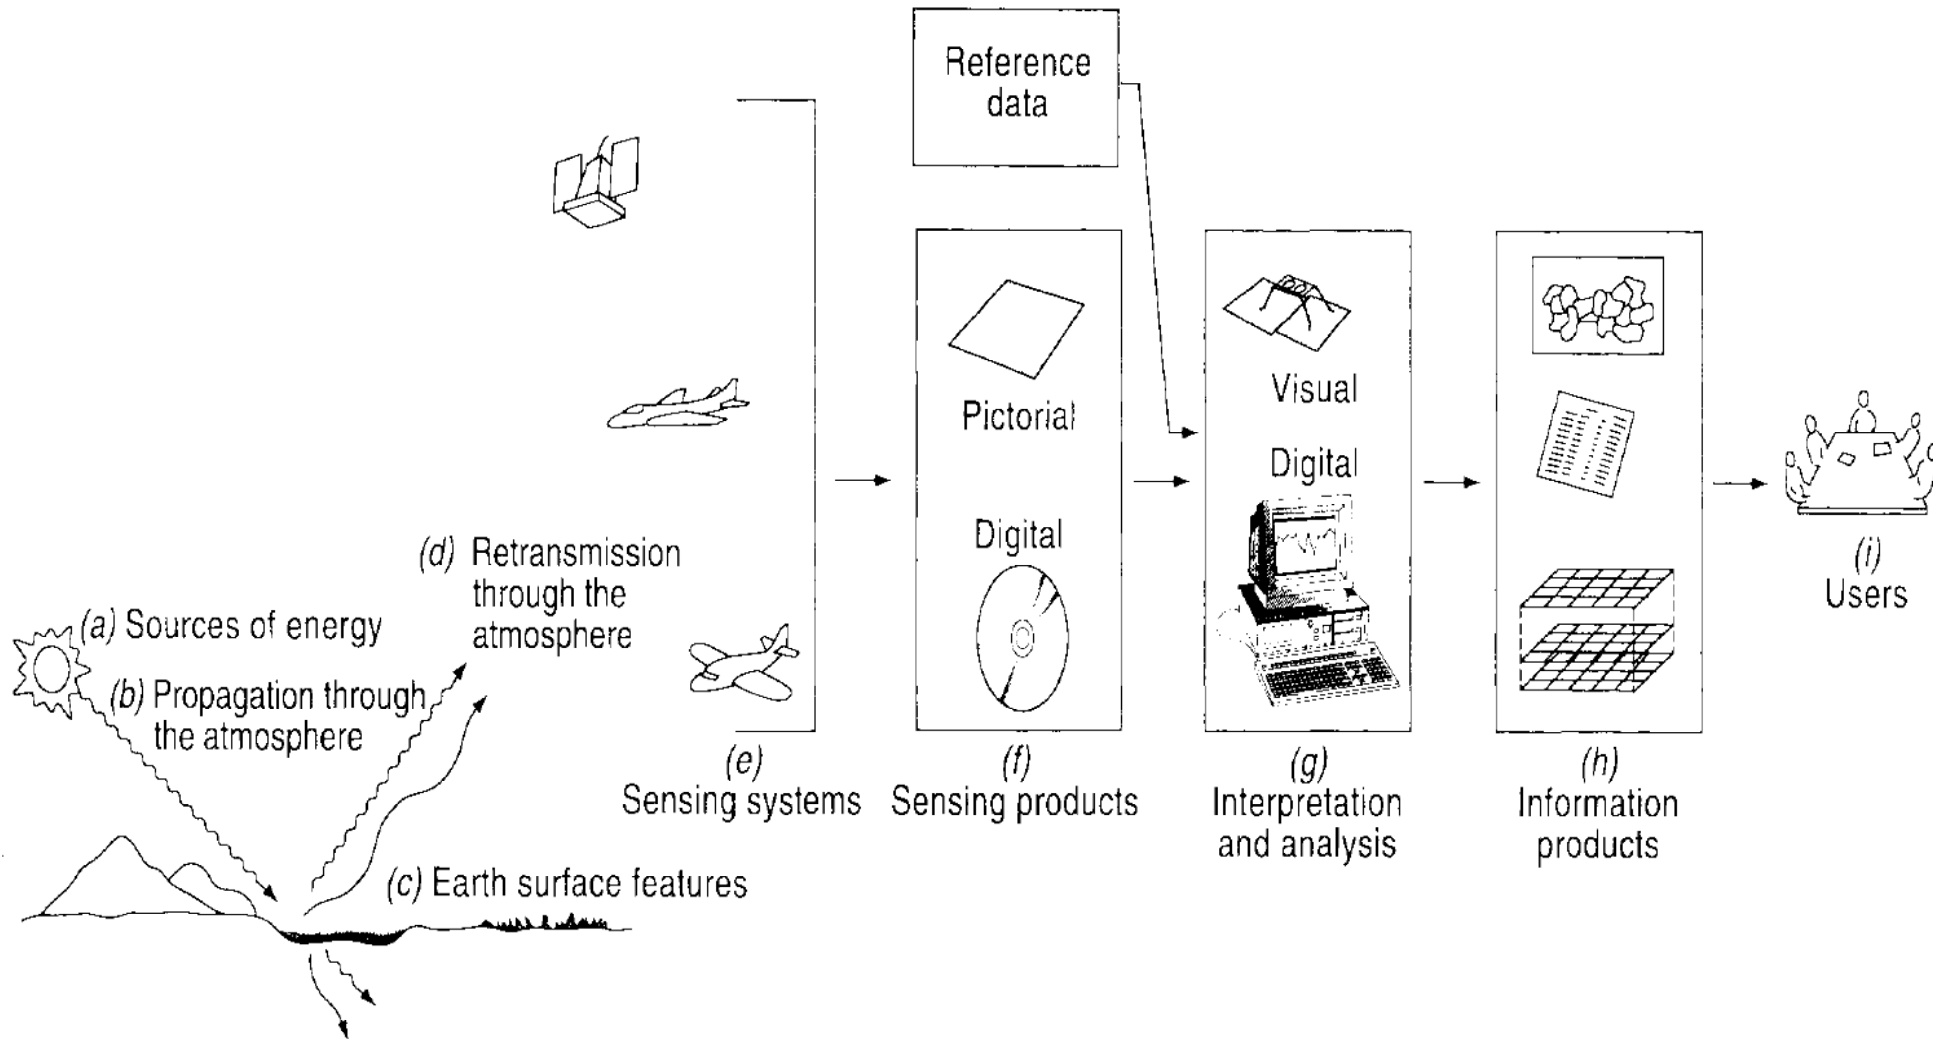 Reference
data
Pictorial
Digital
Visual
Digital
(a) Sources of energy
(b) Propagation through
the atmosphere
(c) Earth surface features
(d) Retransmission
through the
atmosphere
(e)
Sensing systems
(f)
Sensing products
(g)
Interpretation
and analysis
(h)
Information
products
(i)
Users